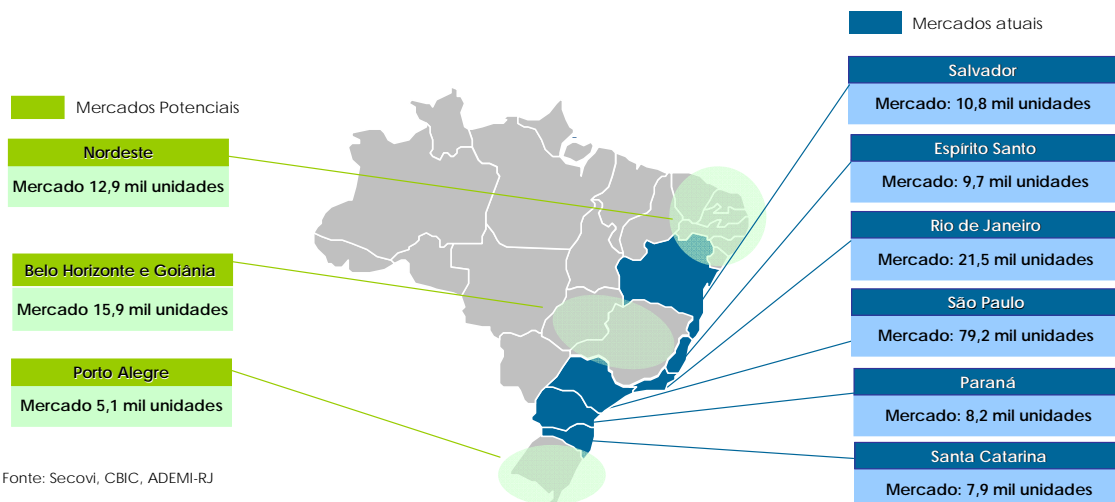 Mercados atuais
Mercados Potenciais
Nordeste
Mercado 12,9 mil unidades
Belo Horizonte e Goiânia
Mercado 15,9 mil unidades
Porto Alegre
Mercado 5,1 mil unidades
Salvador
Mercado: 10,8 mil unidades
Espírito Santo
Mercado: 9,7 mil unidades
Rio de Janeiro
Mercado: 21,5 mil unidades
São Paulo
Mercado: 79,2 mil unidades
Paraná
Mercado: 8,2 mil unidades
Santa Catarina
Mercado: 7,9 mil unidades
Fonte: Secovi, CBIC, ADEMI-RJ